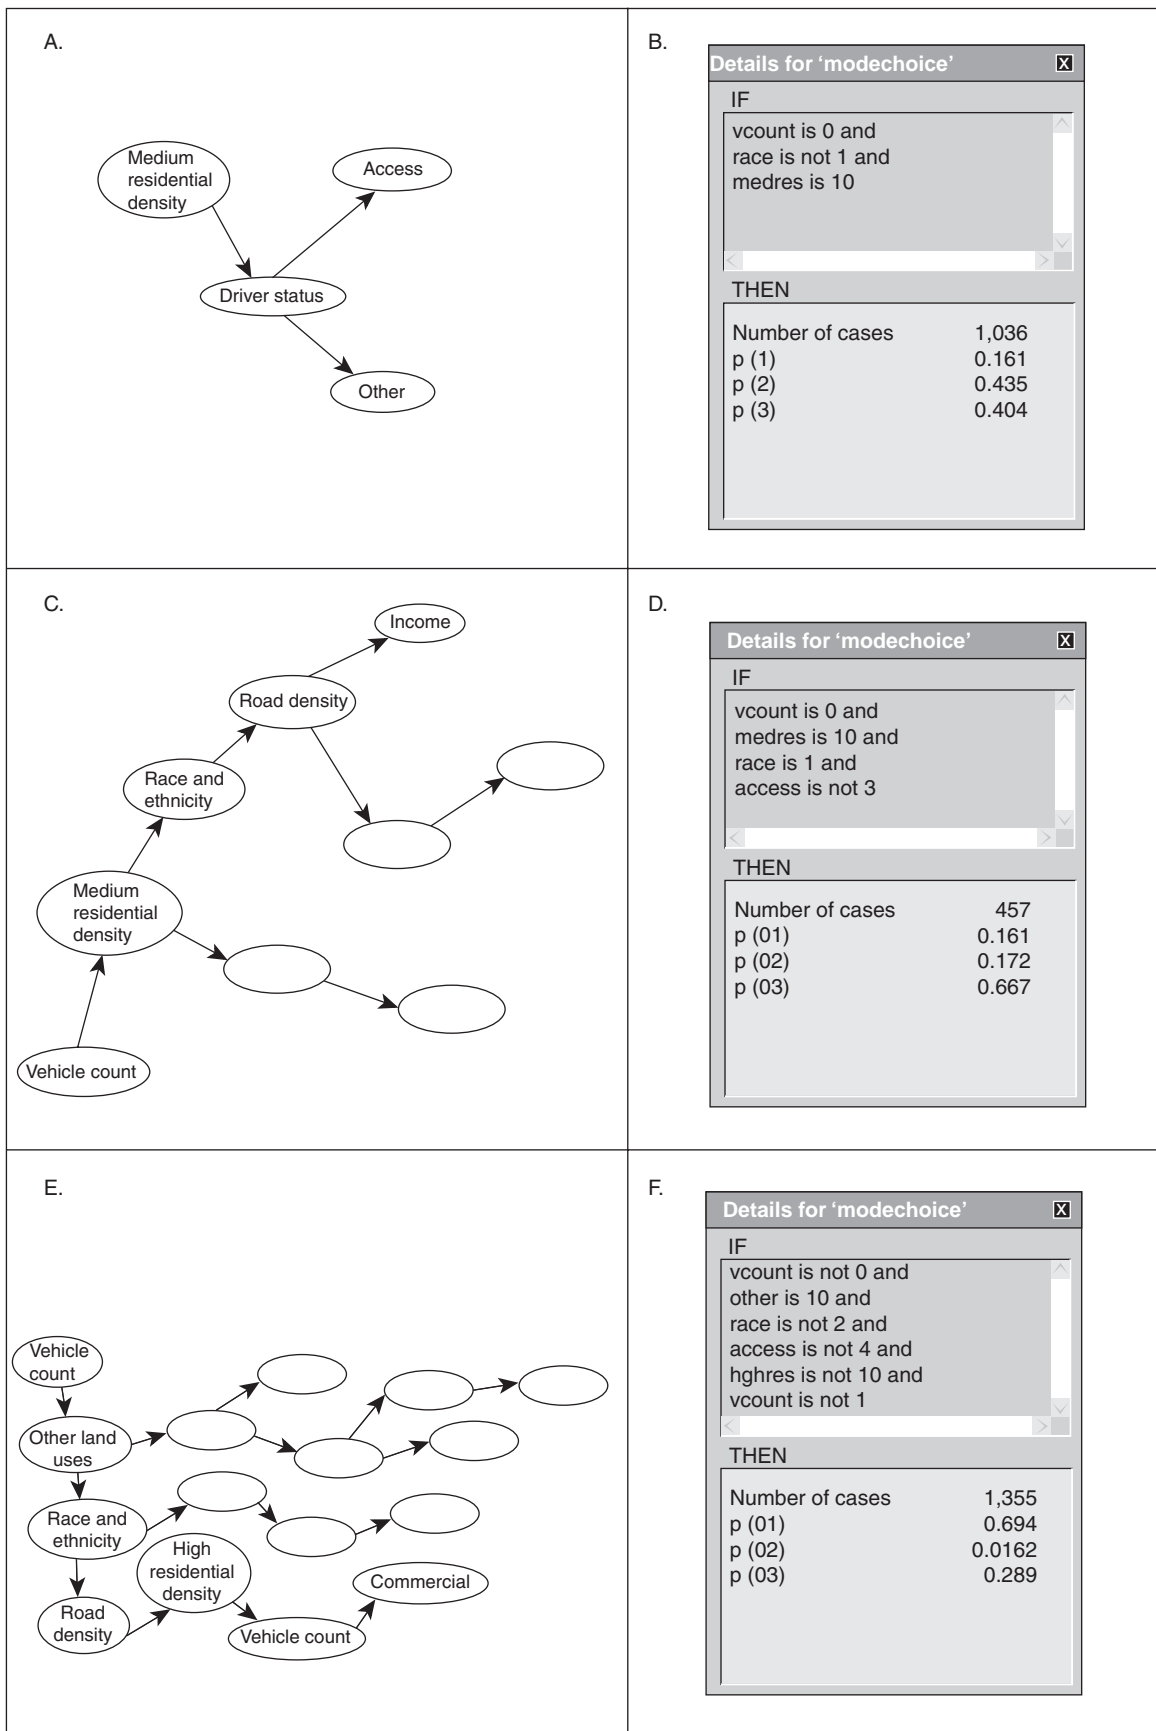 A.
Medium
residential
density
Access
Driver status
Other
B.
Details for ‘modechoice’ X
IF
vcount is 0 and
race is not 1 and
medres is 10
THEN
Number of cases 1,036
p (1) 0.161
p (2) 0.435
p (3) 0.404
C.
Income
Road density
Race and
ethnicity
Medium
residential
density
Vehicle count
D.
Details for ‘modechoice’ X
IF
vcount is 0 and
medres is 10 and
race is 1 and
access is not 3
THEN
Number of cases 457
p (01) 0.161
p (02) 0.172
p (03) 0.667
E.
Vehicle
count
Other land
uses
Race and
ethnicity
High
residential
density
Commercial
Road
density
Vehicle count
F.
Details for ‘modechoice’ X
IF
vcount is not 0 and
other is 10 and
race is not 2 and
access is not 4 and
hghres is not 10 and
vcount is not 1
THEN
Number of cases 1,355
p (01) 0.694
p (02) 0.0162
p (03) 0.289